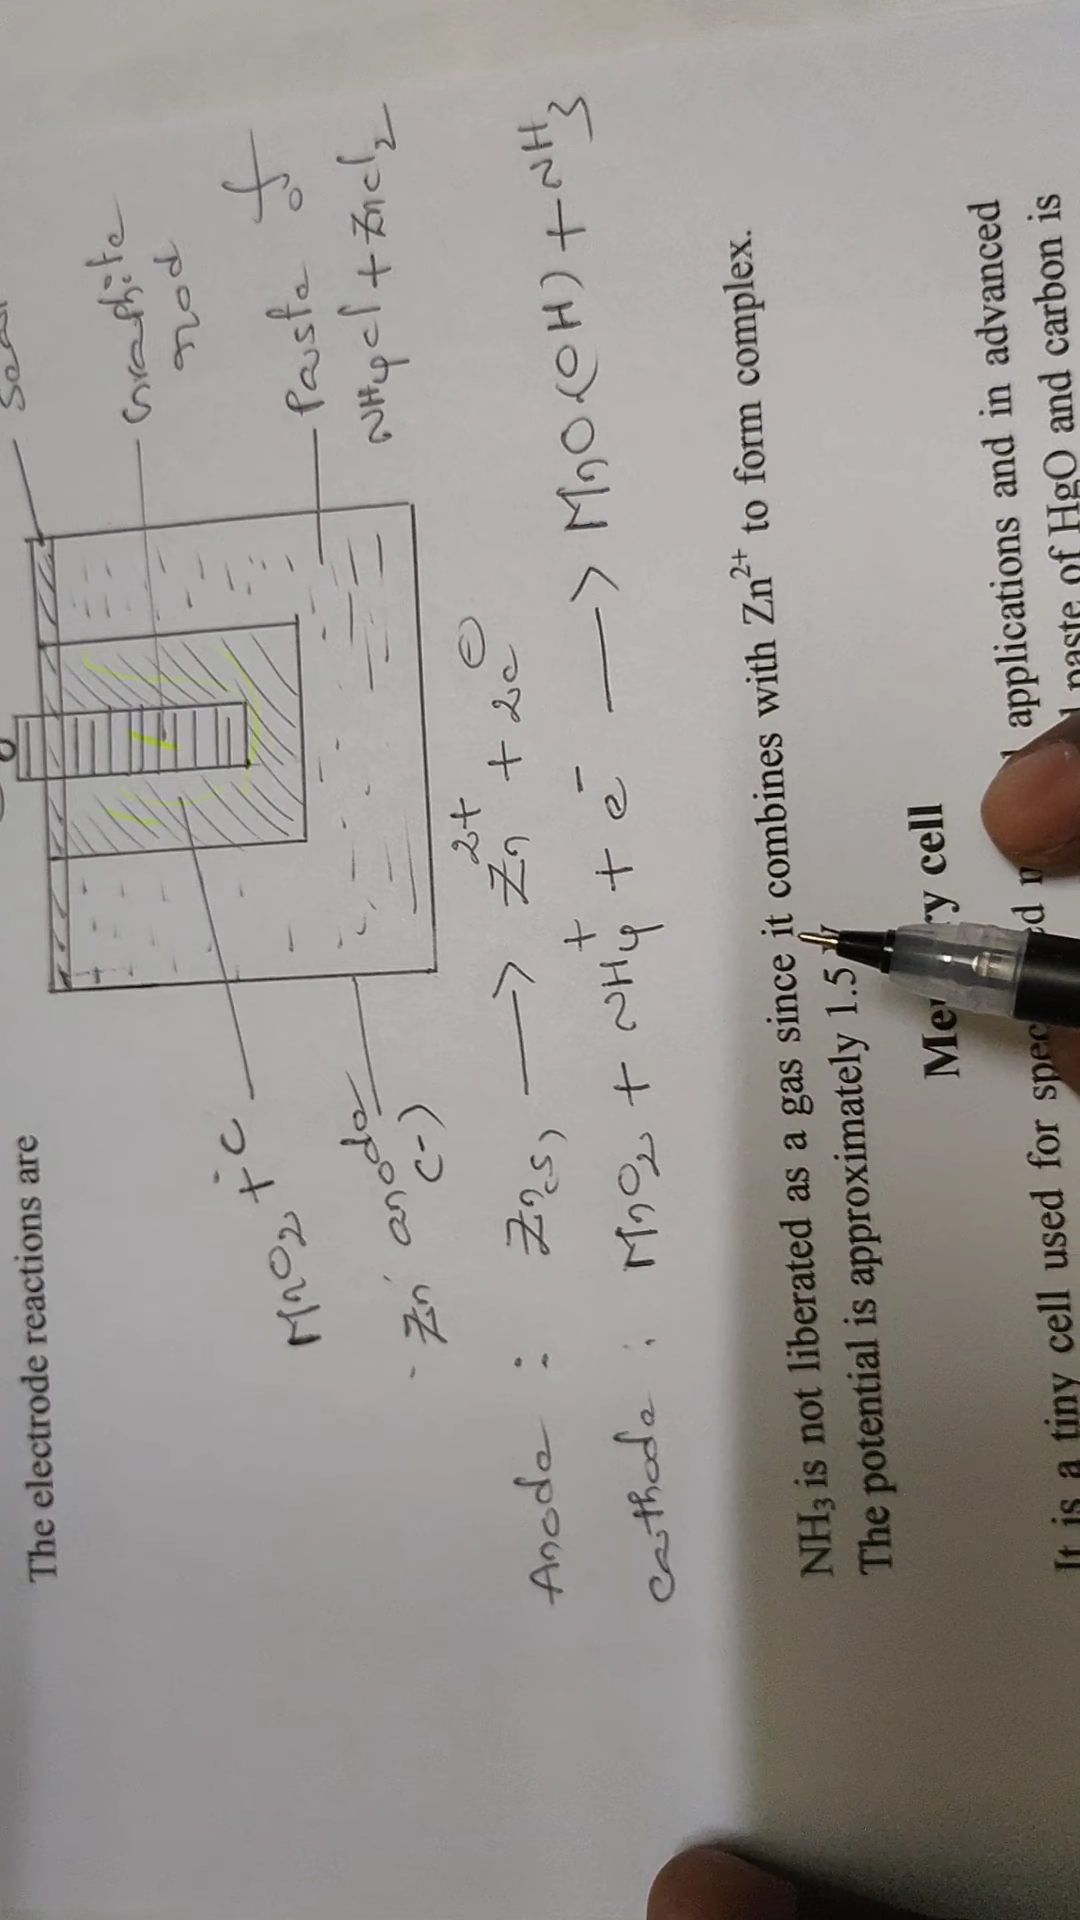 The electrode reactions are
Graphite
rod
Paste of
NH4Cl + ZnCl2
MnO2 + C
Zn anode
(-)
Anode : Zn(s) → Zn²⁺ + 2e⊖
Cathode : MnO2 + NH4⁺ + e⁻ → MnO(OH) + NH3
NH₃ is not liberated as a gas since it combines with Zn²⁺ to form complex.
The potential is approximately 1.5
cell
It is a tiny cell used for applications and in advanced
paste of HgO and carbon is